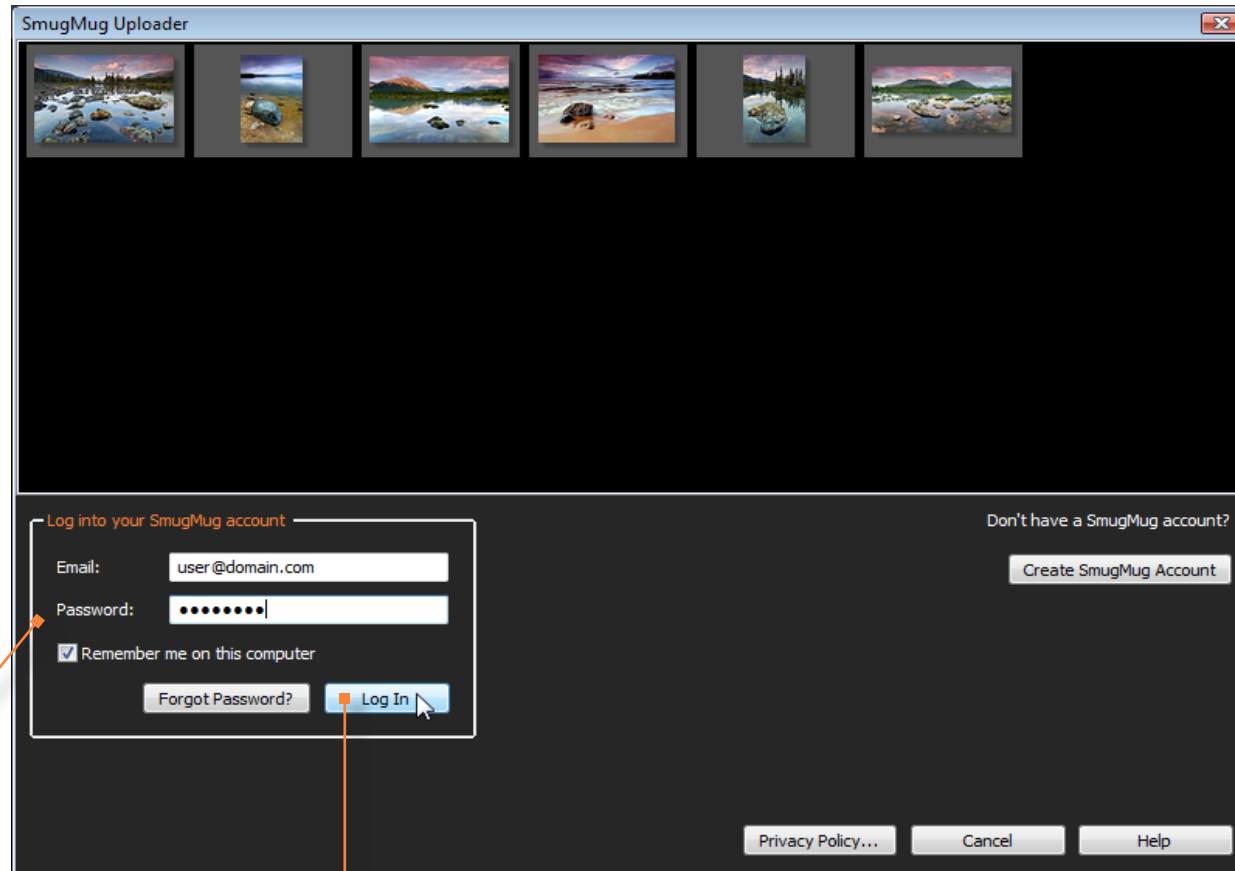 SmugMug Uploader
Log into your SmugMug account
Don't have a SmugMug account?
Email: user@domain.com
Create SmugMug Account
Password: ••••••••
Remember me on this computer
Forgot Password? Log In
Privacy Policy... Cancel Help